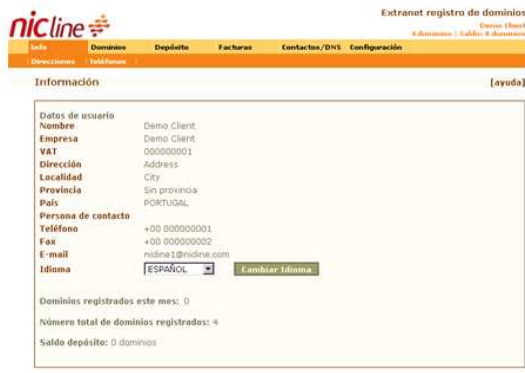 nicline
Extranet registro de dominios
Demo Client
4 dominios | Saldo: 0 dominios
Info Dominios Depósito Facturas Contactos/DNS Configuración
Direcciones Teléfonos
Información [ayuda]
Datos de usuario
Nombre Demo Client
Empresa Demo Client
VAT 000000001
Dirección Address
Localidad City
Provincia Sin provincia
País PORTUGAL
Persona de contacto
Teléfono +00 000000001
Fax +00 000000002
E-mail nicline1@nicline.com
Idioma ESPAÑOL Cambiar Idioma
Dominios registrados este mes: 0
Número total de dominios registrados: 4
Saldo depósito: 0 dominios